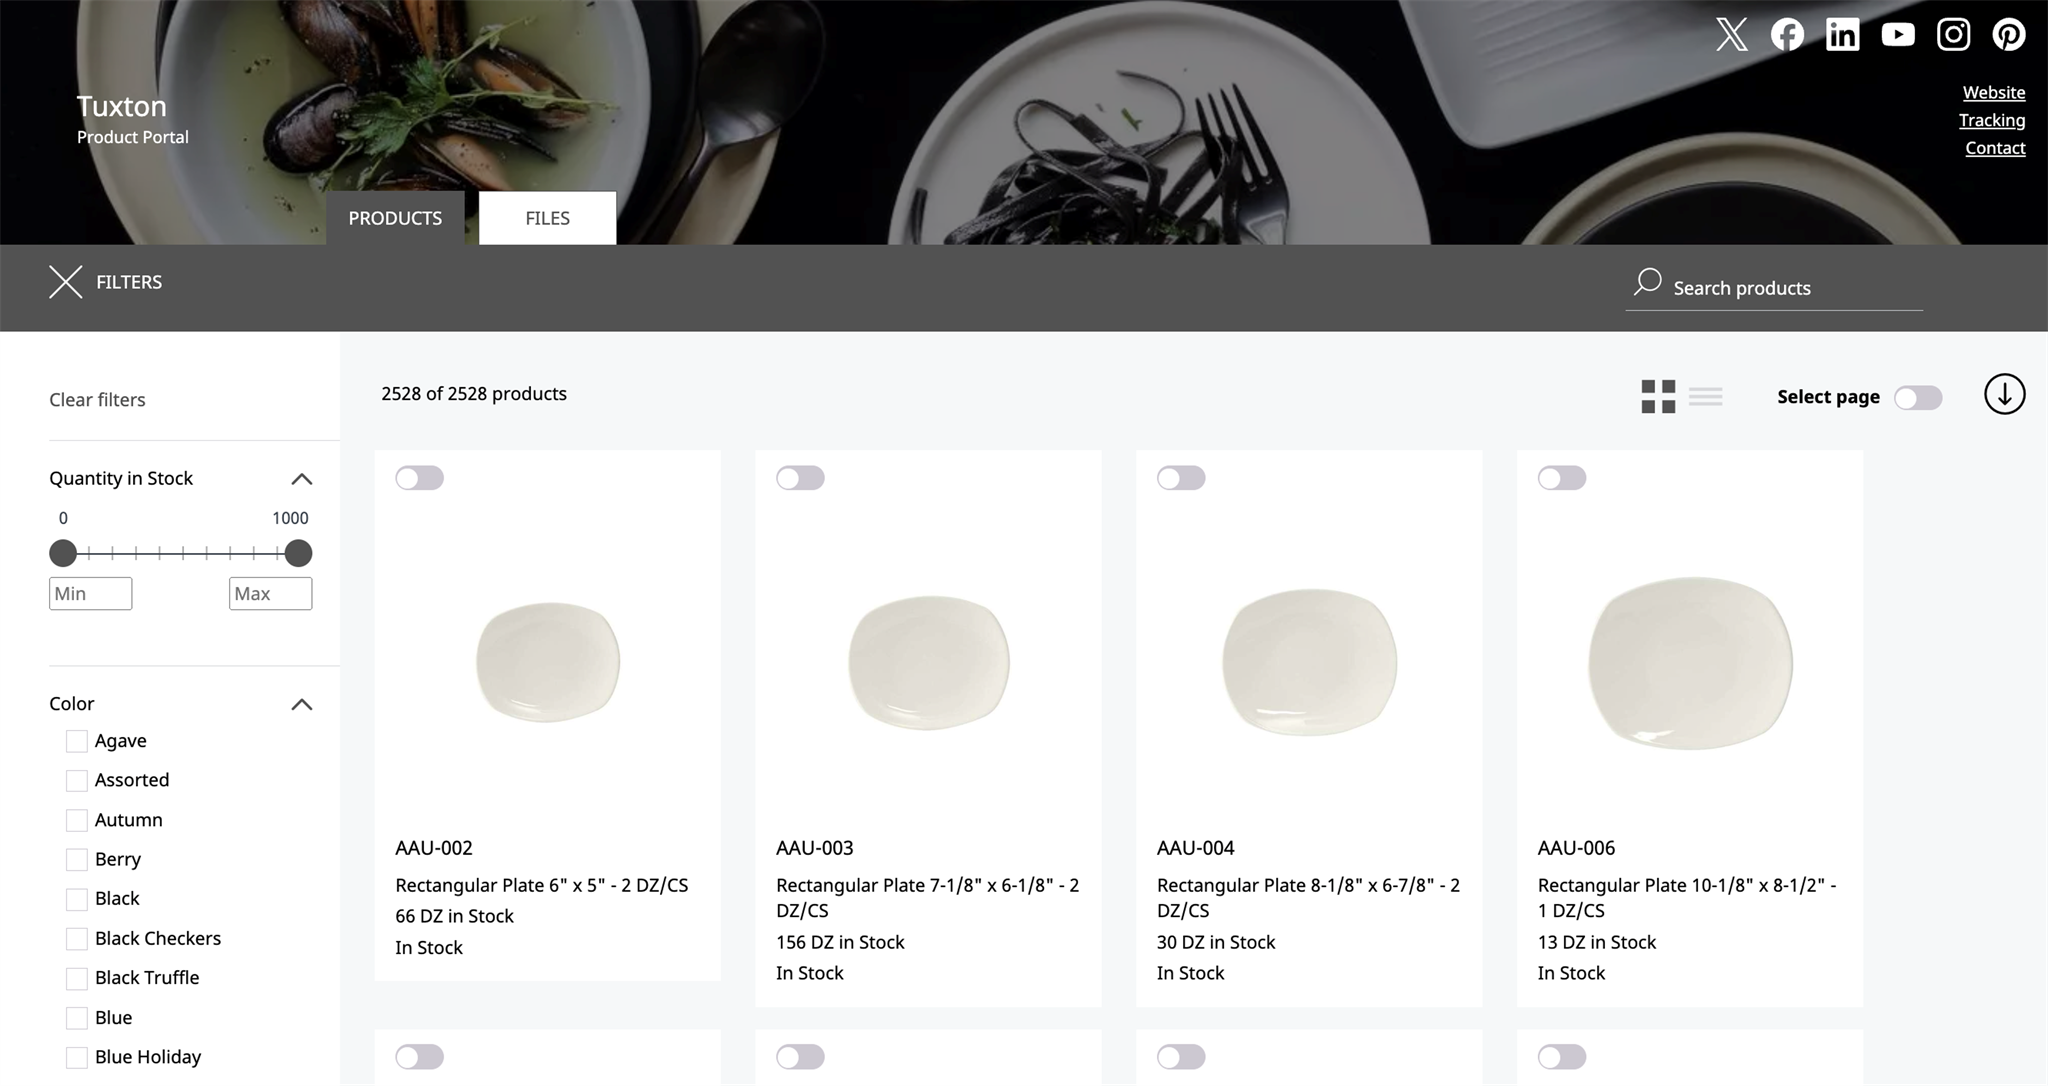 Tuxton
Product Portal
Website
Tracking
Contact
PRODUCTS
FILES
FILTERS
Search products
Clear filters
2528 of 2528 products
Select page
Quantity in Stock
0
1000
Min
Max
Color
Agave
Assorted
Autumn
Berry
Black
Black Checkers
Black Truffle
Blue
Blue Holiday
AAU-002
Rectangular Plate 6" x 5" - 2 DZ/CS
66 DZ in Stock
In Stock
AAU-003
Rectangular Plate 7-1/8" x 6-1/8" - 2
DZ/CS
156 DZ in Stock
In Stock
AAU-004
Rectangular Plate 8-1/8" x 6-7/8" - 2
DZ/CS
30 DZ in Stock
In Stock
AAU-006
Rectangular Plate 10-1/8" x 8-1/2" -
1 DZ/CS
13 DZ in Stock
In Stock